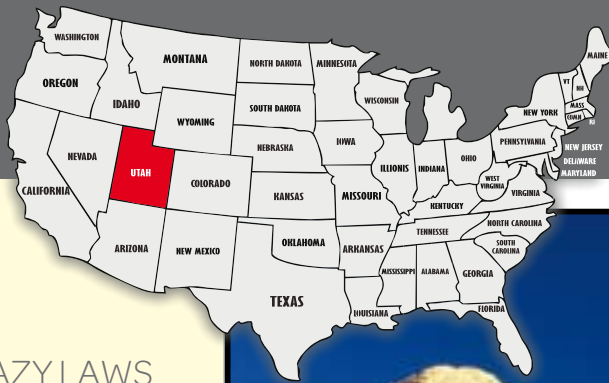 WASHINGTON
MONTANA
NORTH DAKOTA
MINNESOTA
MAINE
OREGON
IDAHO
SOUTH DAKOTA
WISCONSIN
VT
NH
WYOMING
NEW YORK
MASS
CONN
RI
NEBRASKA
IOWA
PENNSYLVANIA
NEVADA
UTAH
ILLIONIS
INDIANA
OHIO
NEW JERSEY
DELAWARE
MARYLAND
CALIFORNIA
COLORADO
KANSAS
MISSOURI
WEST
VIRGINIA
VIRGINIA
KENTUCKY
ARIZONA
NEW MEXICO
OKLAHOMA
ARKANSAS
TENNESSEE
NORTH CAROLINA
SOUTH
CAROLINA
MISSISSIPPI
ALABAMA
GEORGIA
TEXAS
LOUISIANA
FLORIDA
AZY LAWS